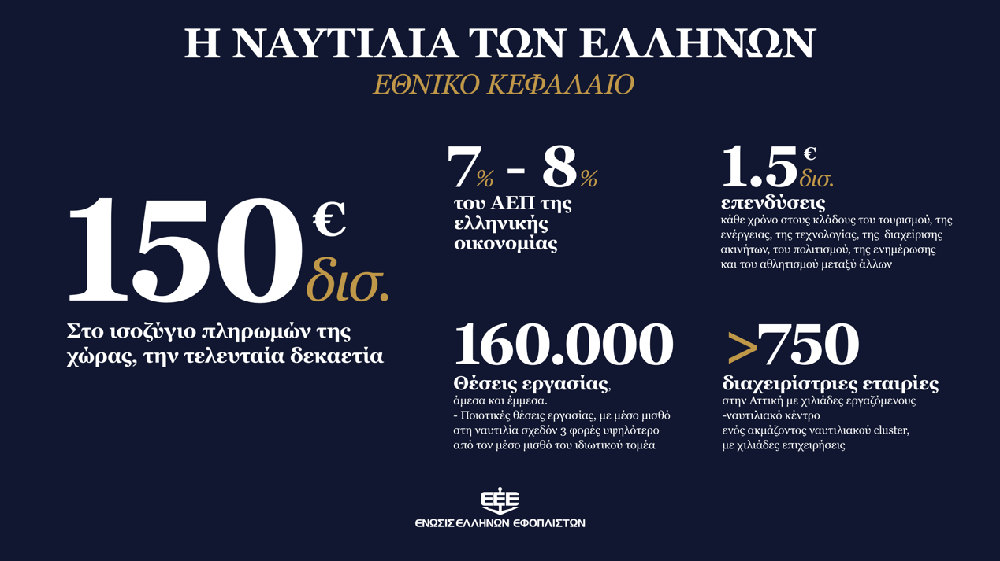 Η ΝΑΥΤΙΛΙΑ ΤΩΝ ΕΛΛΗΝΩΝ
ΕΘΝΙΚΟ ΚΕΦΑΛΑΙΟ
150 € δισ.
Στο ισοζύγιο πληρωμών της
χώρας, την τελευταία δεκαετία
7% - 8%
του ΑΕΠ της
ελληνικής
οικονομίας
1.5 € δισ.
επενδύσεις
κάθε χρόνο στους κλάδους του τουρισμού, της
ενέργειας, της τεχνολογίας, της διαχείρισης
ακινήτων, του πολιτισμού, της ενημέρωσης
και του αθλητισμού μεταξύ άλλων
160.000
Θέσεις εργασίας,
άμεσα και έμμεσα.
- Ποιοτικές θέσεις εργασίας, με μέσο μισθό
στη ναυτιλία σχεδόν 3 φορές υψηλότερο
από τον μέσο μισθό του ιδιωτικού τομέα
>750
διαχειρίστριες εταιρίες
στην Αττική με χιλιάδες εργαζόμενους
-ναυτιλιακό κέντρο
ενός ακμάζοντος ναυτιλιακού cluster,
με χιλιάδες επιχειρήσεις
ΕΕΕ
ΕΝΩΣΙΣ ΕΛΛΗΝΩΝ ΕΦΟΠΛΙΣΤΩΝ